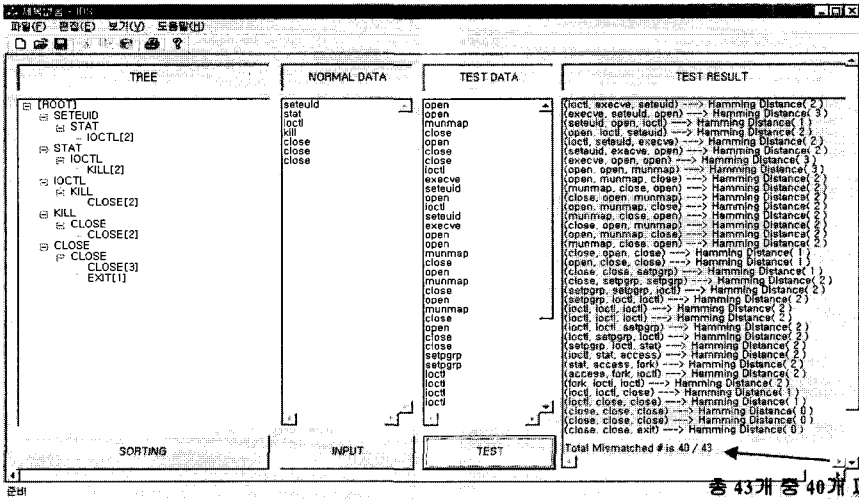 IDS
파일(F) 편집(E) 보기(V) 도움말(H)
TREE
[ROOT]
SETEUID
STAT
IOCTL[2]
STAT
IOCTL
KILL[2]
IOCTL
KILL
CLOSE[2]
KILL
CLOSE
CLOSE[2]
CLOSE
CLOSE
CLOSE[3]
EXIT[1]
SORTING
NORMAL DATA
seteuid
stat
ioctl
kill
close
close
close
INPUT
TEST DATA
open
open
munmap
close
open
close
close
ioctl
execve
seteuid
open
ioctl
seteuid
execve
open
open
munmap
close
open
munmap
close
munmap
close
open
close
close
setpgrp
setpgrp
ioctl
ioctl
ioctl
ioctl
TEST
TEST RESULT
(ioctl, execve, seteuid) ---> Hamming Distance( 2 )
(execve, seteuid, open) ---> Hamming Distance( 3 )
(seteuid, open, ioctl) ---> Hamming Distance( 1 )
(open, ioctl, seteuid) ---> Hamming Distance( 2 )
(ioctl, seteuid, execve) ---> Hamming Distance( 2 )
(seteuid, execve, open) ---> Hamming Distance( 2 )
(execve, open, open) ---> Hamming Distance( 3 )
(open, open, munmap) ---> Hamming Distance( 3 )
(open, munmap, close) ---> Hamming Distance( 2 )
(munmap, close, open) ---> Hamming Distance( 2 )
(close, open, munmap) ---> Hamming Distance( 2 )
(open, munmap, close) ---> Hamming Distance( 2 )
(munmap, close, open) ---> Hamming Distance( 2 )
(close, open, munmap) ---> Hamming Distance( 2 )
(open, munmap, close) ---> Hamming Distance( 2 )
(munmap, close, open) ---> Hamming Distance( 2 )
(close, open, close) ---> Hamming Distance( 1 )
(open, close, close) ---> Hamming Distance( 1 )
(close, close, setpgrp) ---> Hamming Distance( 1 )
(close, setpgrp, setpgrp) ---> Hamming Distance( 2 )
(setpgrp, setpgrp, ioctl) ---> Hamming Distance( 2 )
(setpgrp, ioctl, ioctl) ---> Hamming Distance( 2 )
(ioctl, ioctl, ioctl) ---> Hamming Distance( 2 )
(ioctl, ioctl, setpgrp) ---> Hamming Distance( 2 )
(ioctl, setpgrp, ioctl) ---> Hamming Distance( 2 )
(setpgrp, ioctl, stat) ---> Hamming Distance( 2 )
(ioctl, stat, access) ---> Hamming Distance( 2 )
(stat, access, fork) ---> Hamming Distance( 2 )
(access, fork, ioctl) ---> Hamming Distance( 2 )
(fork, ioctl, ioctl) ---> Hamming Distance( 2 )
(ioctl, ioctl, close) ---> Hamming Distance( 1 )
(ioctl, close, close) ---> Hamming Distance( 1 )
(close, close, close) ---> Hamming Distance( 0 )
(close, close, exit) ---> Hamming Distance( 0 )
Total Mismatched # is 40 / 43
준비
총 43개 중 40개